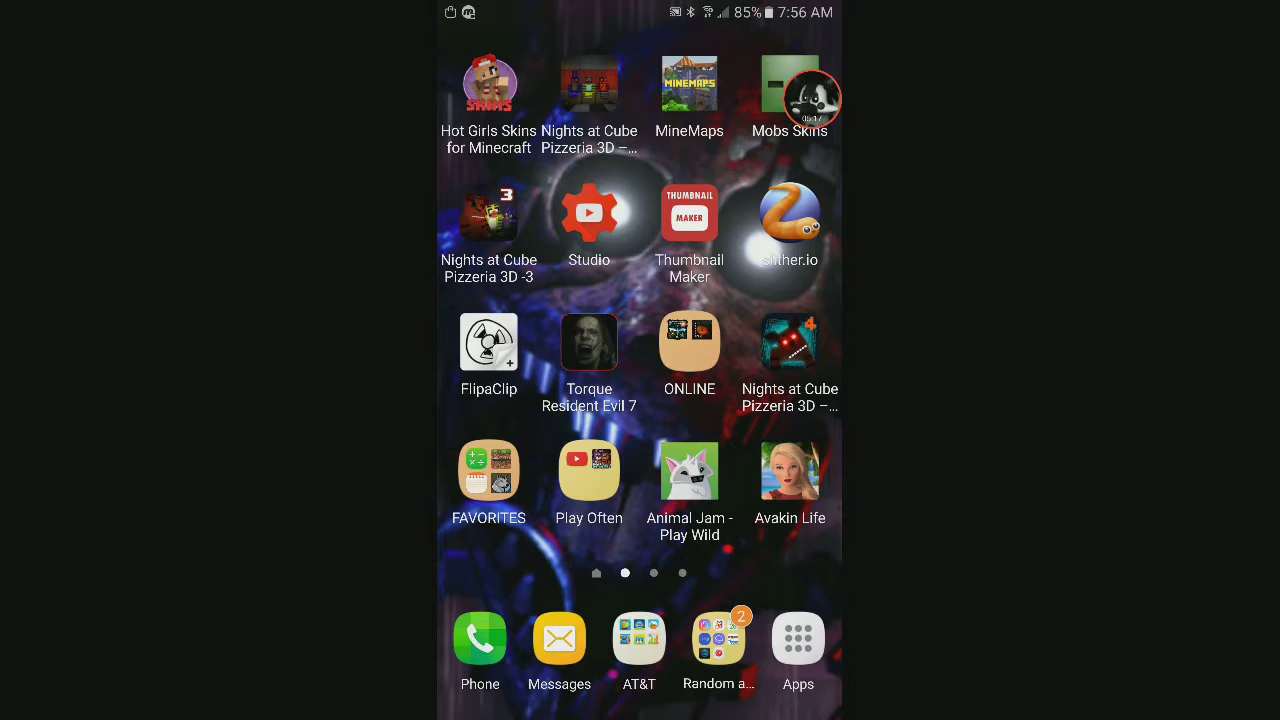 85% 7:56 AM
SKINS
MINEMAPS
05:17
Hot Girls Skins
for Minecraft
Nights at Cube
Pizzeria 3D –...
MineMaps
Mobs Skins
3
THUMBNAIL
MAKER
Nights at Cube
Pizzeria 3D -3
Studio
Thumbnail
Maker
slither.io
4
FlipaClip
Torque
Resident Evil 7
ONLINE
Nights at Cube
Pizzeria 3D –...
FAVORITES
Play Often
Animal Jam -
Play Wild
Avakin Life
2
Phone
Messages
AT&T
Random a...
Apps